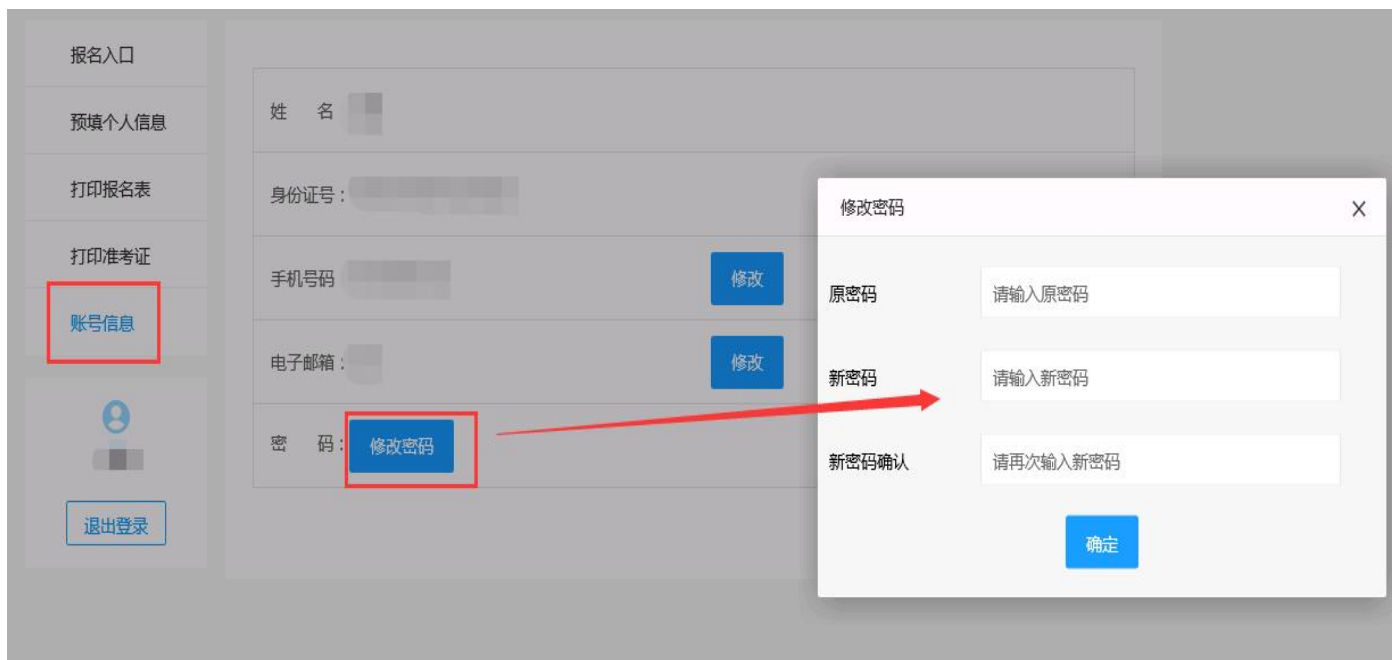 报名入口
预填个人信息
打印报名表
打印准考证
账号信息
退出登录
姓 名
身份证号：
手机号码
修改
电子邮箱：
修改
密 码：
修改密码
修改密码
X
原密码
请输入原密码
新密码
请输入新密码
新密码确认
请再次输入新密码
确定